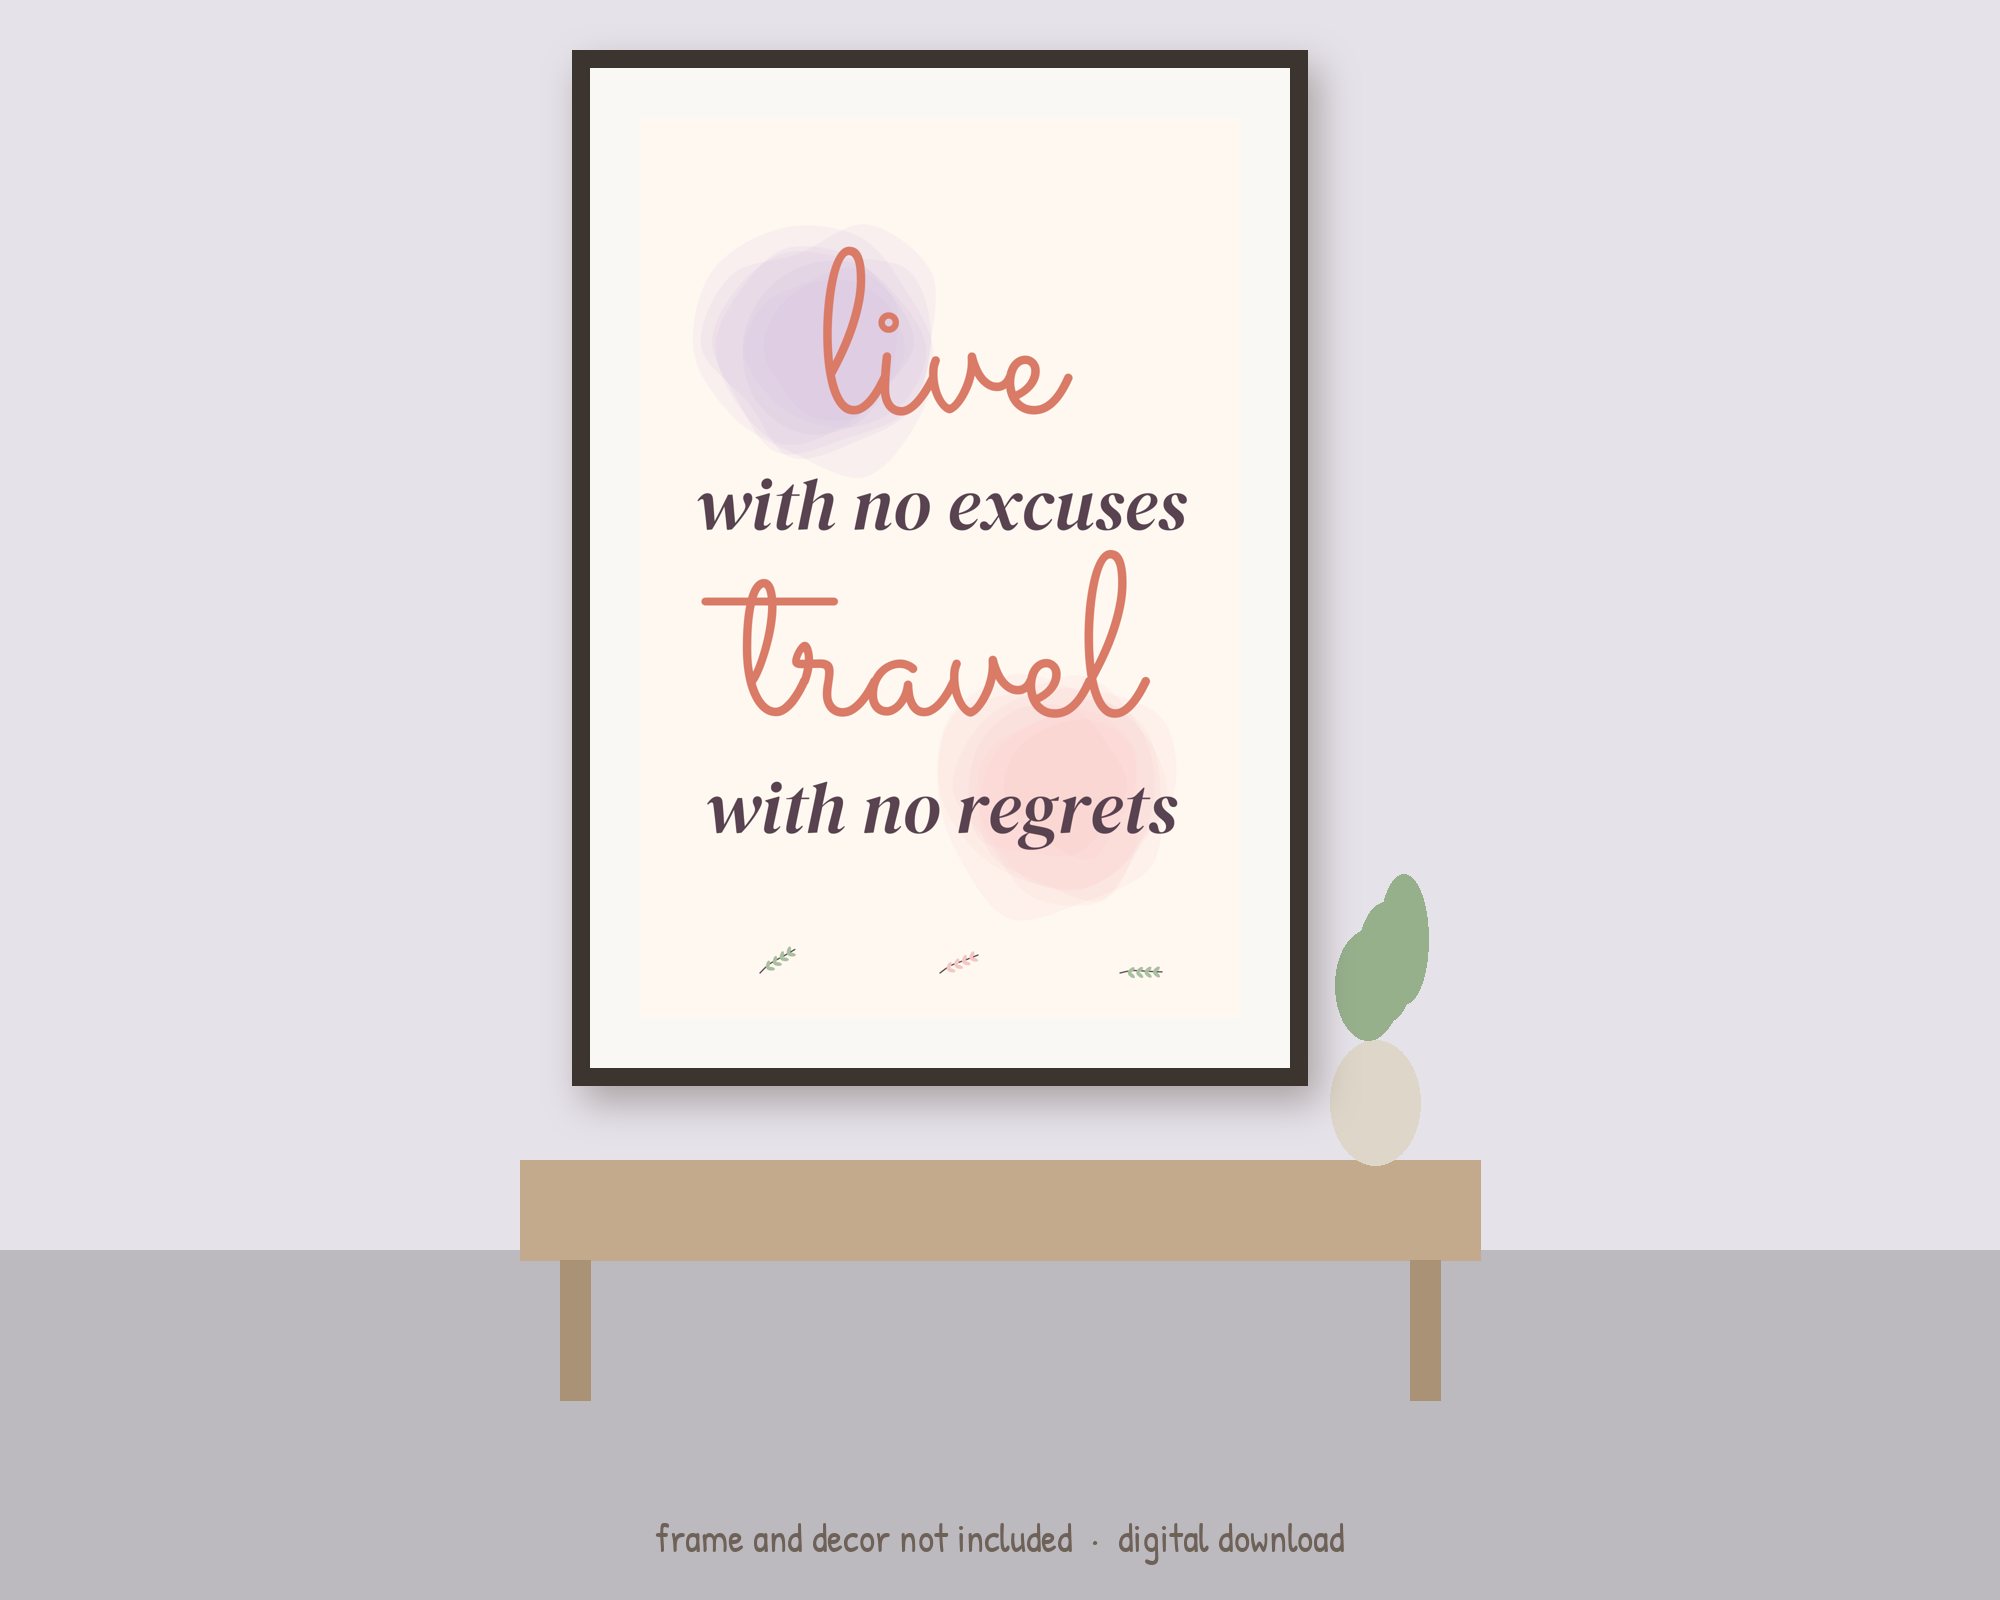 live
with no excuses
travel
with no regrets
frame and decor not included · digital download